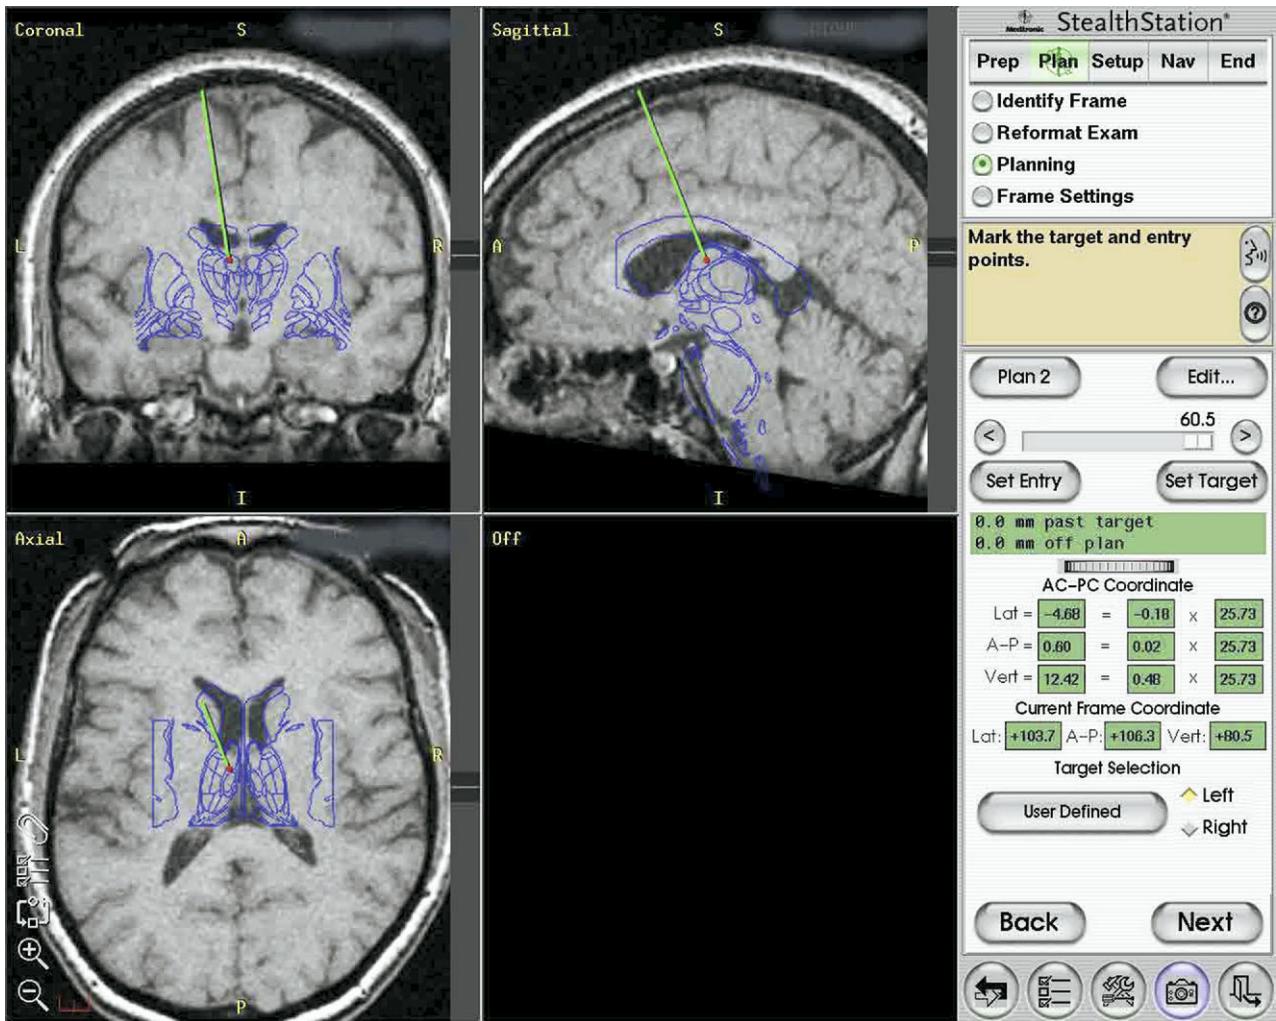 Coronal
S
L
R
I
Sagittal
S
A
P
I
Axial
A
L
R
P
Off
Medtronic
StealthStation®
Prep Plan Setup Nav End
Identify Frame
Reformat Exam
Planning
Frame Settings
Mark the target and entry
points.
?
Plan 2 Edit...
60.5
< >
Set Entry Set Target
0.0 mm past target
0.0 mm off plan
AC-PC Coordinate
Lat = -4.68 = -0.18 x 25.73
A-P = 0.60 = 0.02 x 25.73
Vert = 12.42 = 0.48 x 25.73
Current Frame Coordinate
Lat: +103.7 A-P: +106.3 Vert: +80.5
Target Selection
User Defined
Left
Right
Back Next